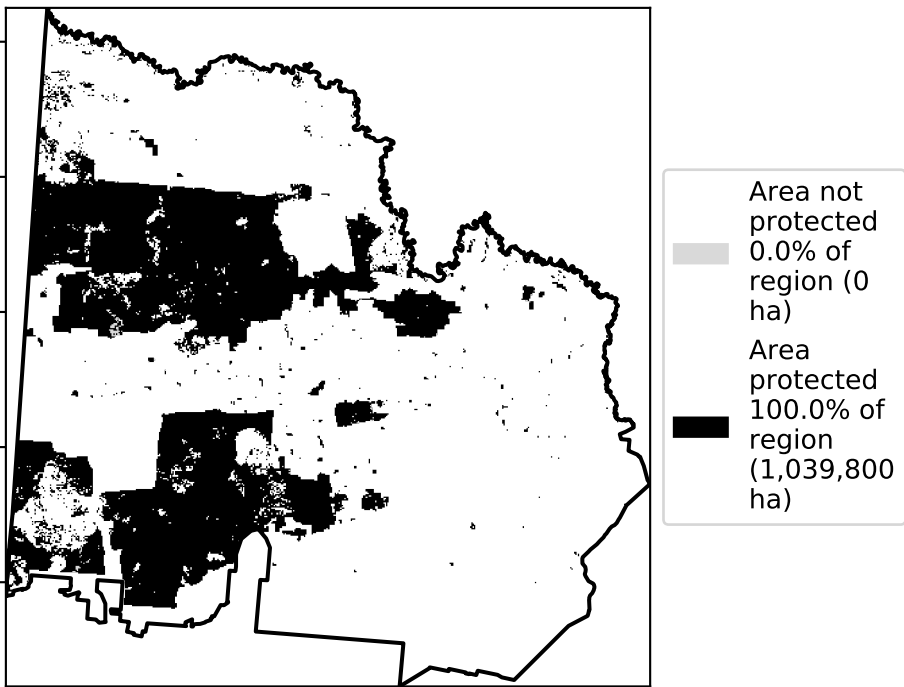 Area not
protected
0.0% of
region (0
ha)
Area
protected
100.0% of
region
(1,039,800
ha)